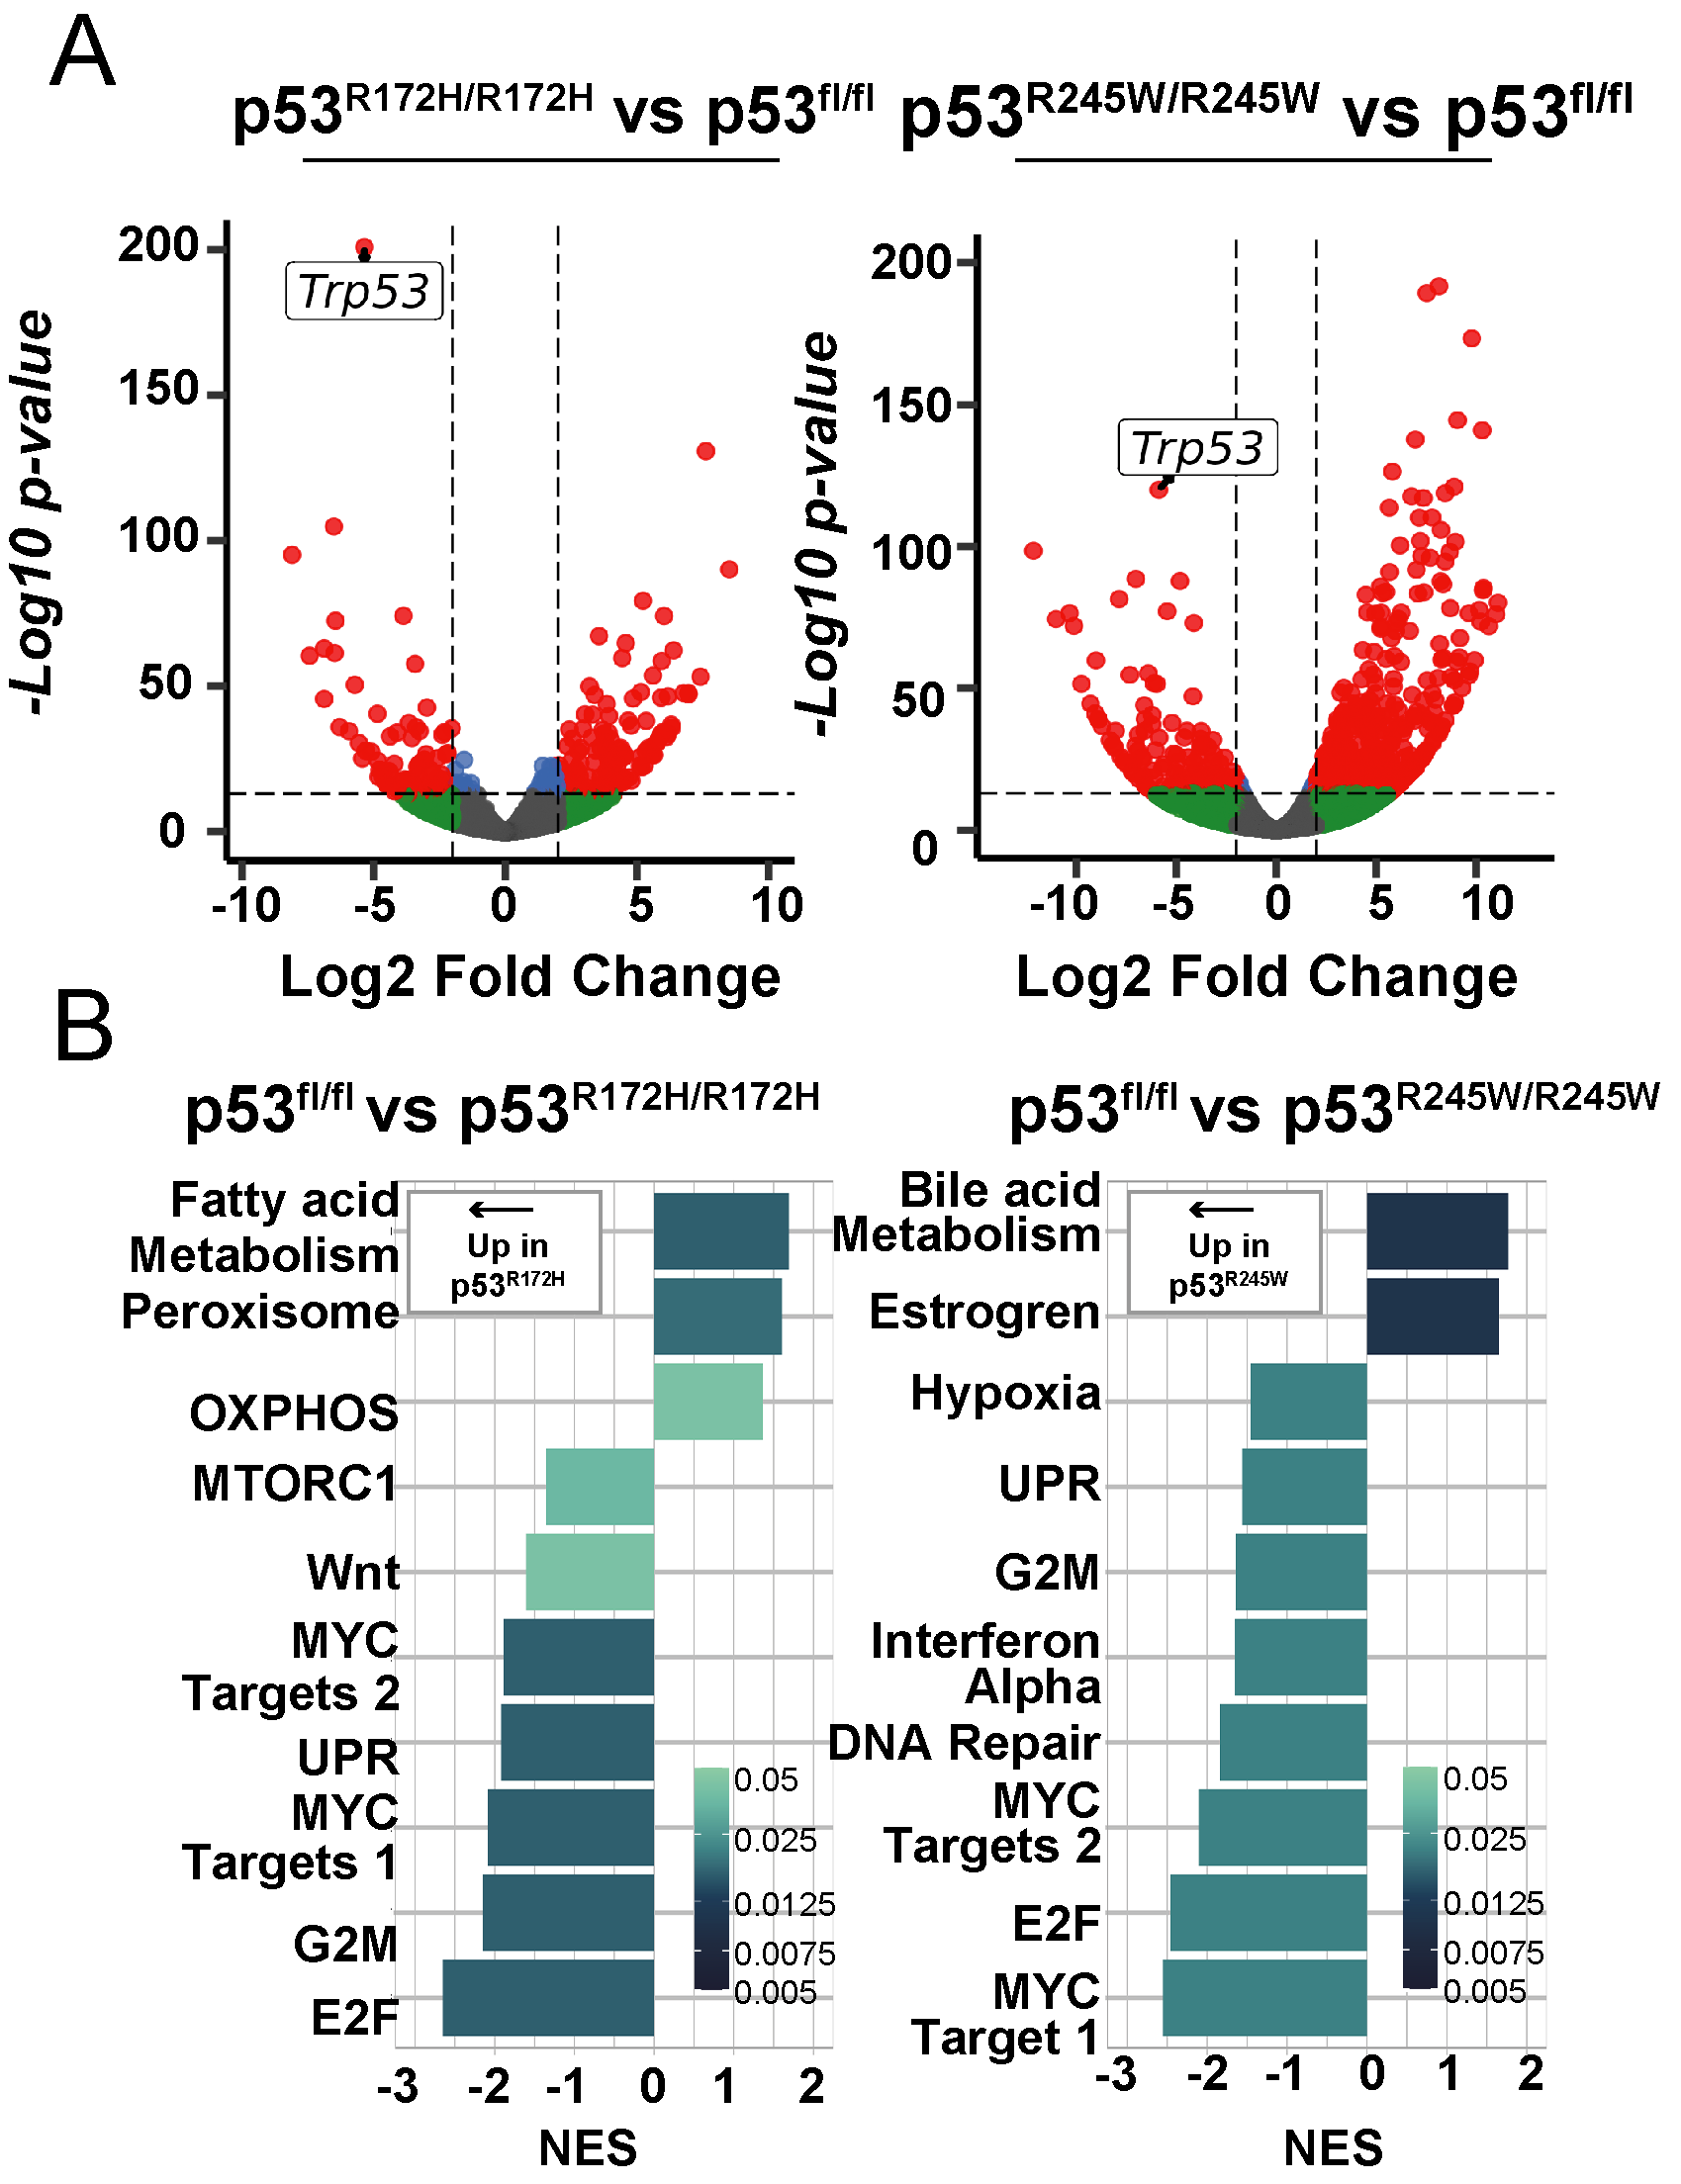 A
p53R172H/R172H vs p53fl/fl
p53R245W/R245W vs p53fl/fl
-Log10 p-value
200
150
100
50
0
Trp53
-10 -5 0 5 10
Log2 Fold Change
-Log10 p-value
200
150
100
50
0
Trp53
-10 -5 0 5 10
Log2 Fold Change
B
p53fl/fl vs p53R172H/R172H
Fatty acid
Metabolism
Peroxisome
OXPHOS
MTORC1
Wnt
MYC
Targets 2
UPR
MYC
Targets 1
G2M
E2F
←
Up in
p53R172H
0.05
0.025
0.0125
0.0075
0.005
-3 -2 -1 0 1 2
NES
p53fl/fl vs p53R245W/R245W
Bile acid
Metabolism
Estrogren
Hypoxia
UPR
G2M
Interferon
Alpha
DNA Repair
MYC
Targets 2
E2F
MYC
Target 1
←
Up in
p53R245W
0.05
0.025
0.0125
0.0075
0.005
-3 -2 -1 0 1 2
NES